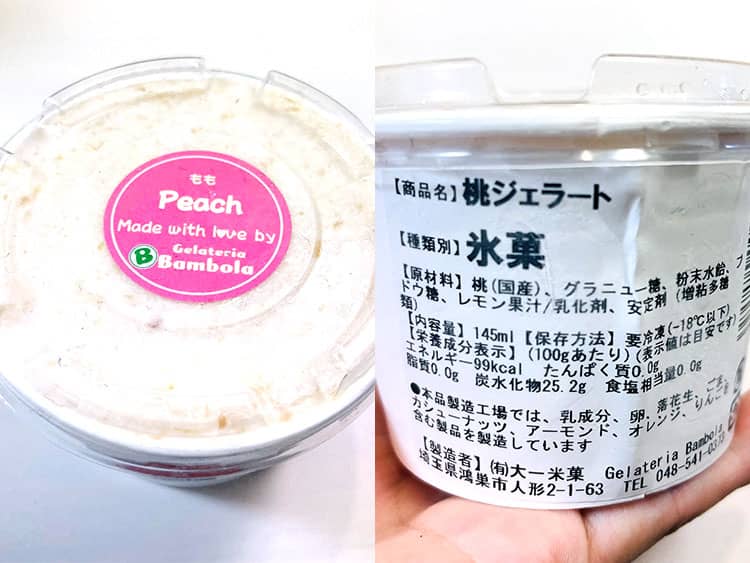 もも
Peach
Made with love by
Gelateria
B Bambola
【商品名】桃ジェラート
【種類別】氷菓
【原材料】桃(国産)、グラニュー糖、粉末水飴、ブ
ドウ糖、レモン果汁/乳化剤、安定剤(増粘多糖
類)
【内容量】145ml【保存方法】要冷凍(-18℃以下)
【栄養成分表示】(100gあたり)(表示値は目安です)
エネルギー99kcal たんぱく質0.0g
脂質0.0g 炭水化物25.2g 食塩相当量0.0g
●本品製造工場では、乳成分、卵、落花生、ごま、
カシューナッツ、アーモンド、オレンジ、りんごを
含む製品を製造しています
【製造者】(有)大一米菓 Gelateria Bambola
埼玉県鴻巣市人形2-1-63 TEL 048-541-0373